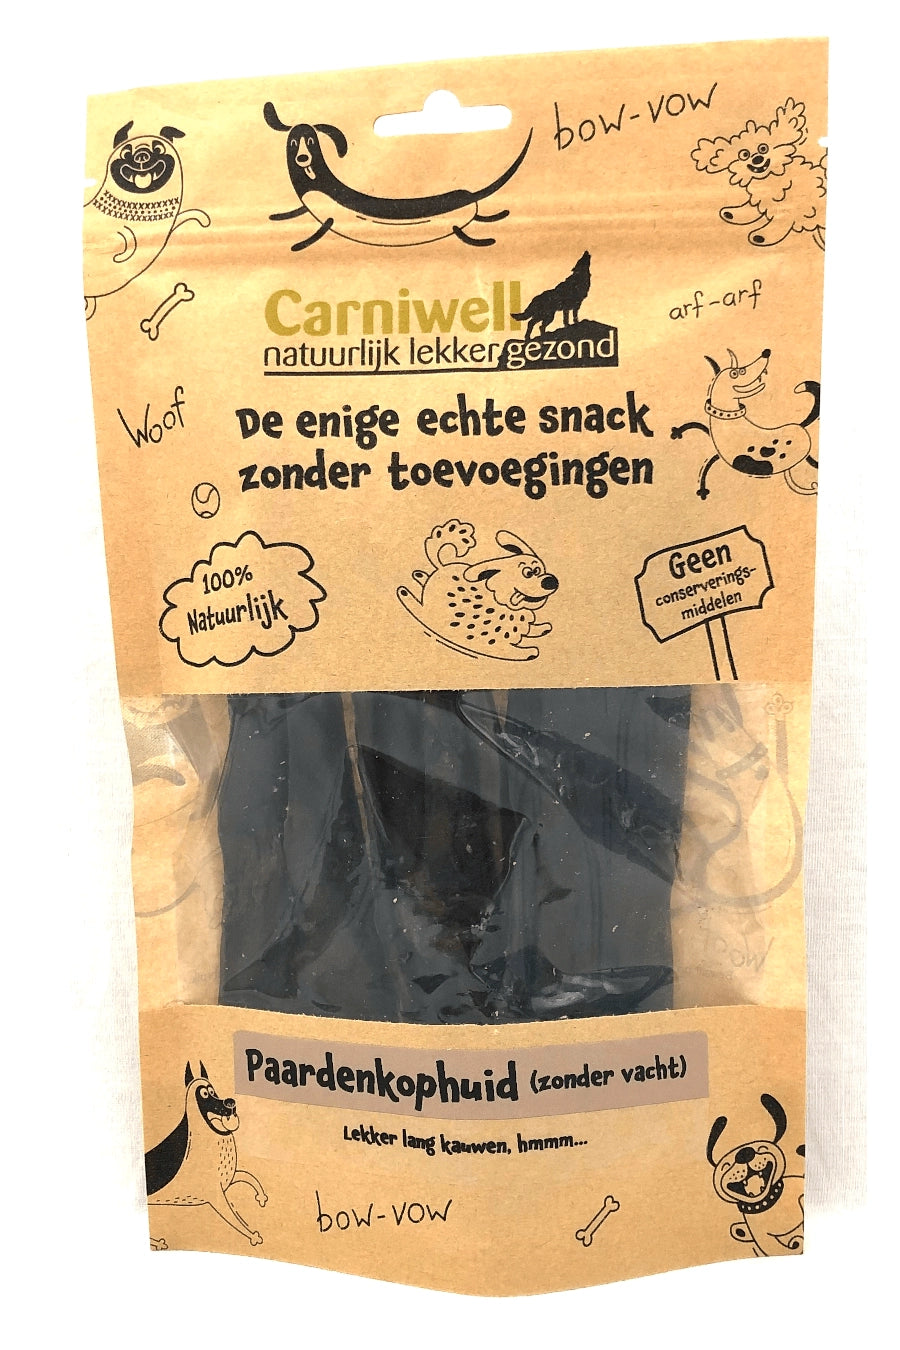 bow-vow
Carniwell
natuurlijk lekker gezond
arf-arf
Woof
De enige echte snack
zonder toevoegingen
100%
Natuurlijk
Geen
conserverings-
middelen
Paardenkophuid (zonder vacht)
Lekker lang kauwen, hmmm...
bow-vow